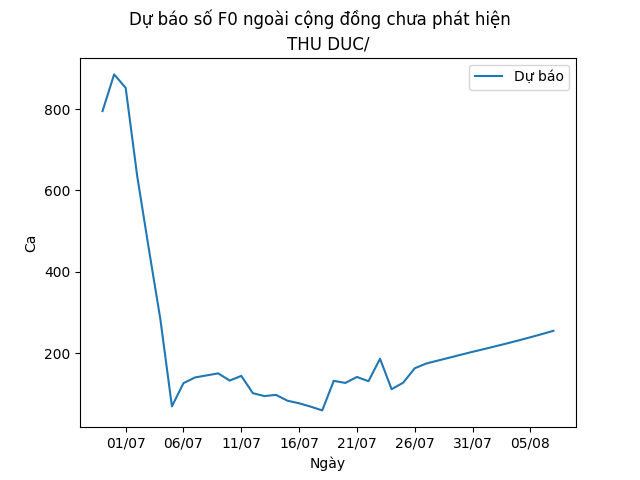 Dự báo số F0 ngoài cộng đồng chưa phát hiện
THU DUC/
Dự báo
800
600
400
200
Ca
01/07 06/07 11/07 16/07 21/07 26/07 31/07 05/08
Ngày